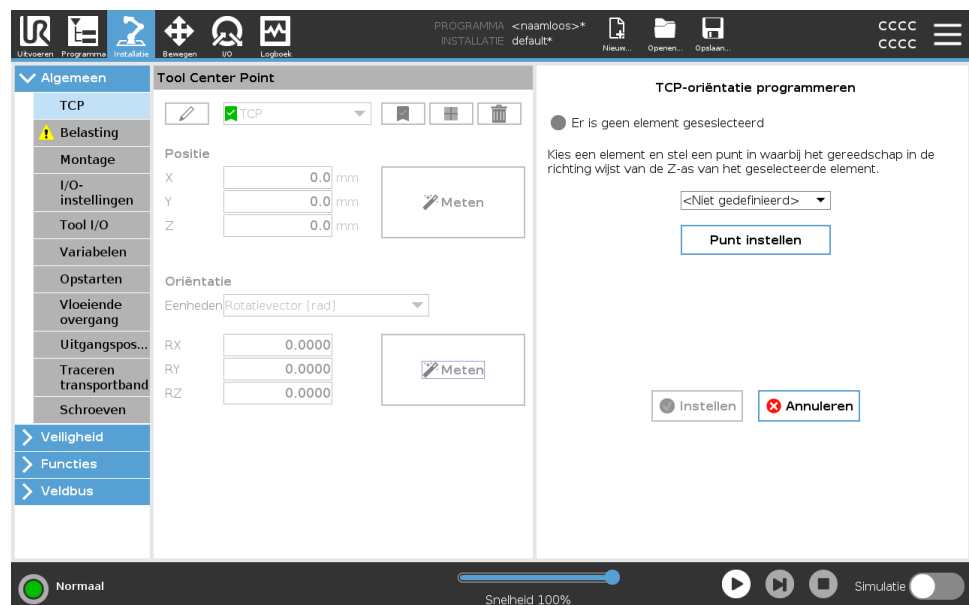 PROGRAMMA <naamloos>*
INSTALLATIE default*
Uitvoeren
Programma
Installatie
Bewegen
I/O
Logboek
Nieuw...
Openen...
Opslaan...
CCCC
CCCC
Algemeen
TCP
Belasting
Montage
I/O-
instellingen
Tool I/O
Variabelen
Opstarten
Vloeiende
overgang
Uitgangspos...
Traceren
transportband
Schroeven
Veiligheid
Functies
Veldbus
Tool Center Point
TCP
Positie
X 0.0 mm
Y 0.0 mm
Z 0.0 mm
Meten
Oriëntatie
Eenheden Rotatievector [rad]
RX 0.0000
RY 0.0000
RZ 0.0000
Meten
TCP-oriëntatie programmeren
Er is geen element geseslecteerd
Kies een element en stel een punt in waarbij het gereedschap in de
richting wijst van de Z-as van het geselecteerde element.
<Niet gedefinieerd>
Punt instellen
Instellen
Annuleren
Normaal
Snelheid 100%
Simulatie